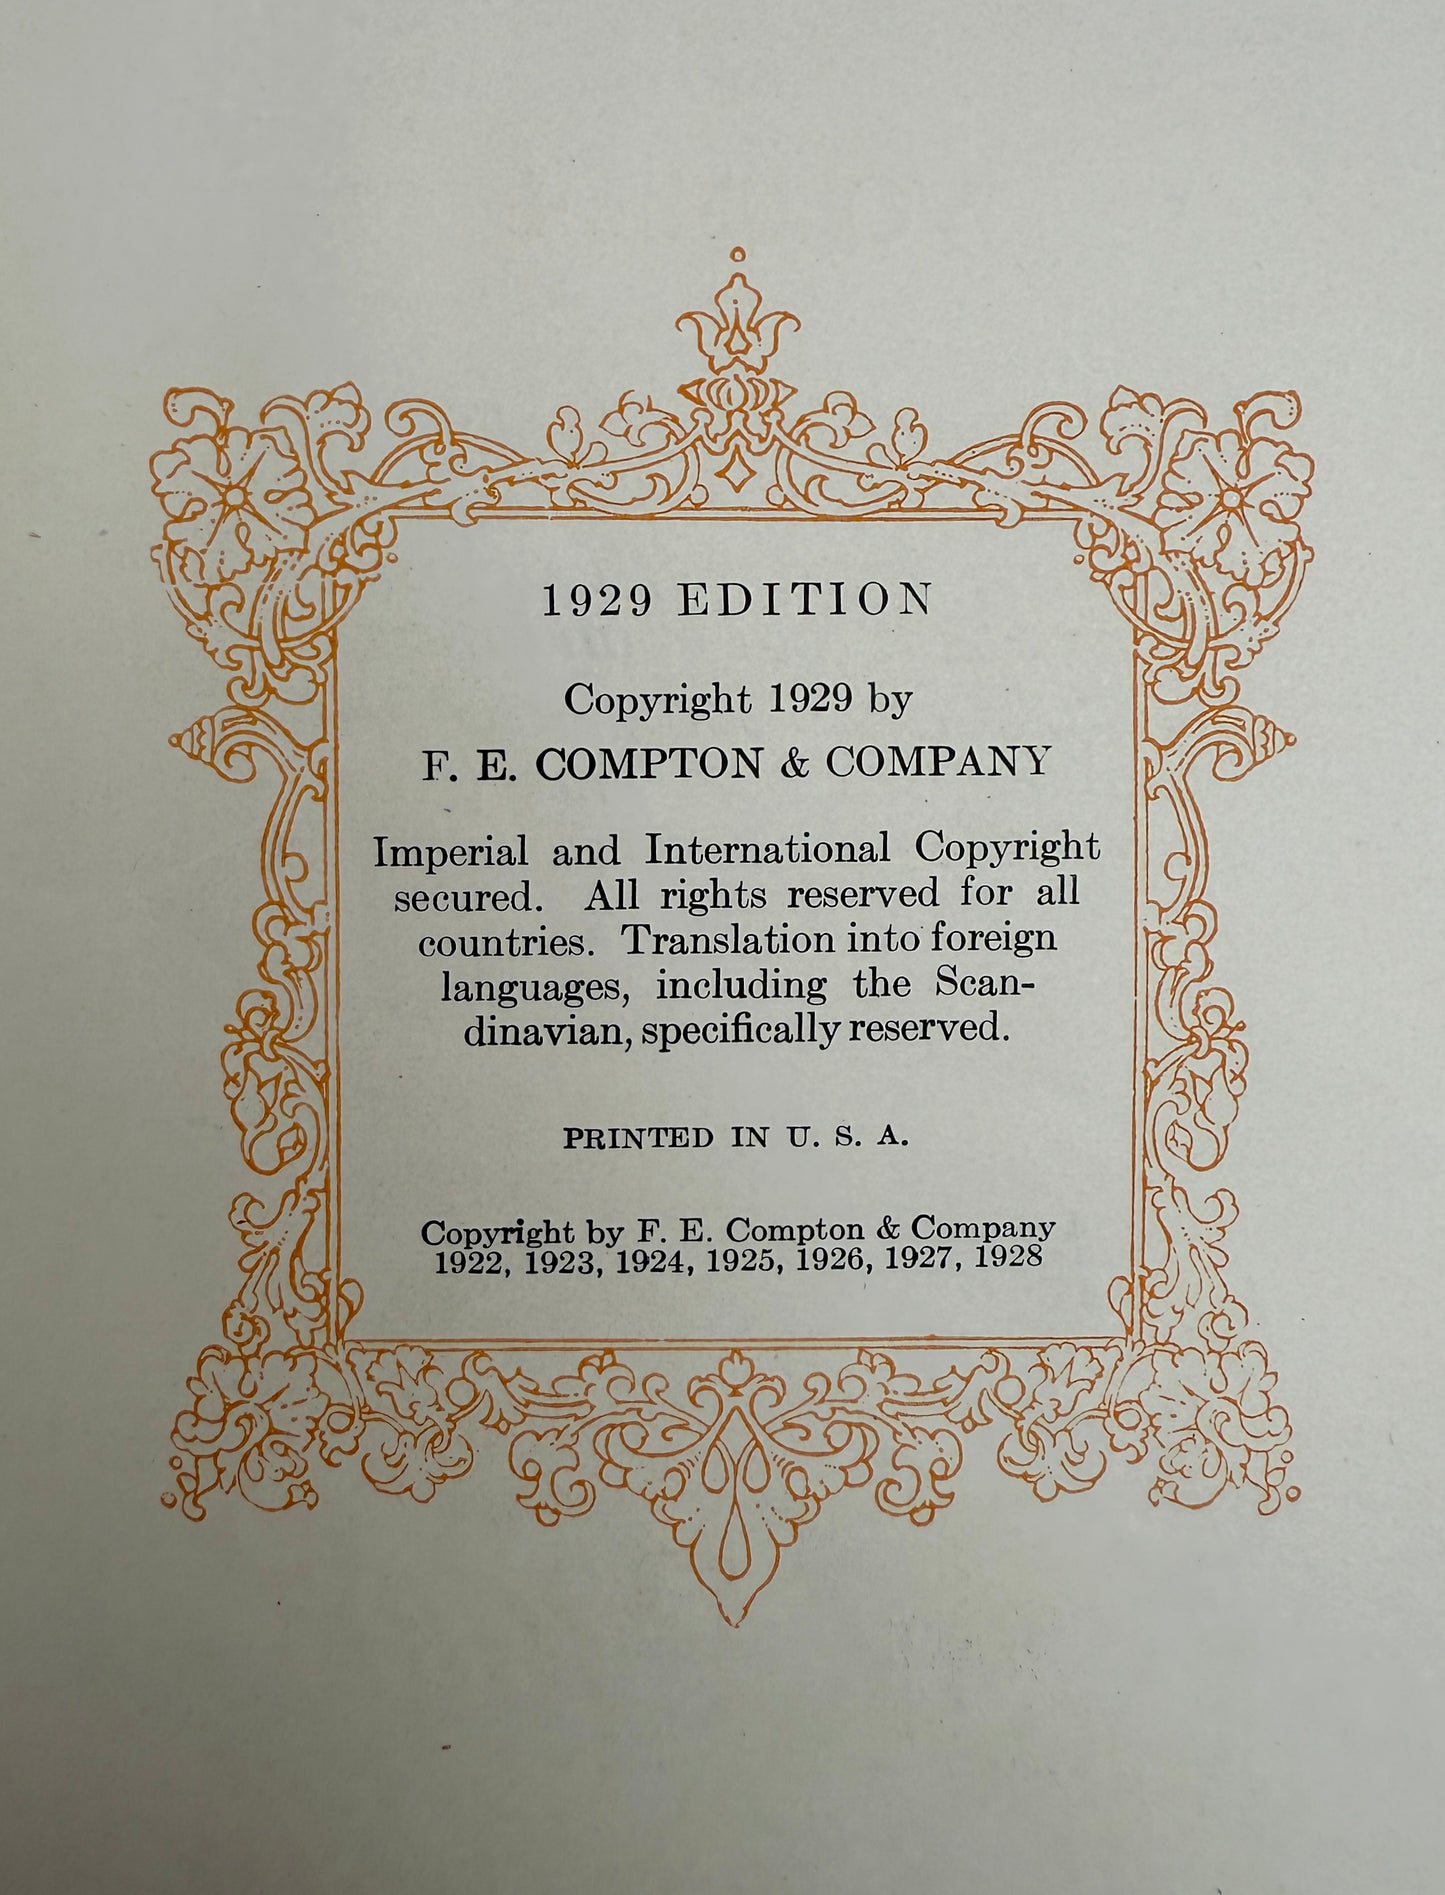 1929 EDITION
Copyright 1929 by
F. E. COMPTON & COMPANY
Imperial and International Copyright
secured. All rights reserved for all
countries. Translation into foreign
languages, including the Scan-
dinavian, specifically reserved.
PRINTED IN U. S. A.
Copyright by F. E. Compton & Company
1922, 1923, 1924, 1925, 1926, 1927, 1928